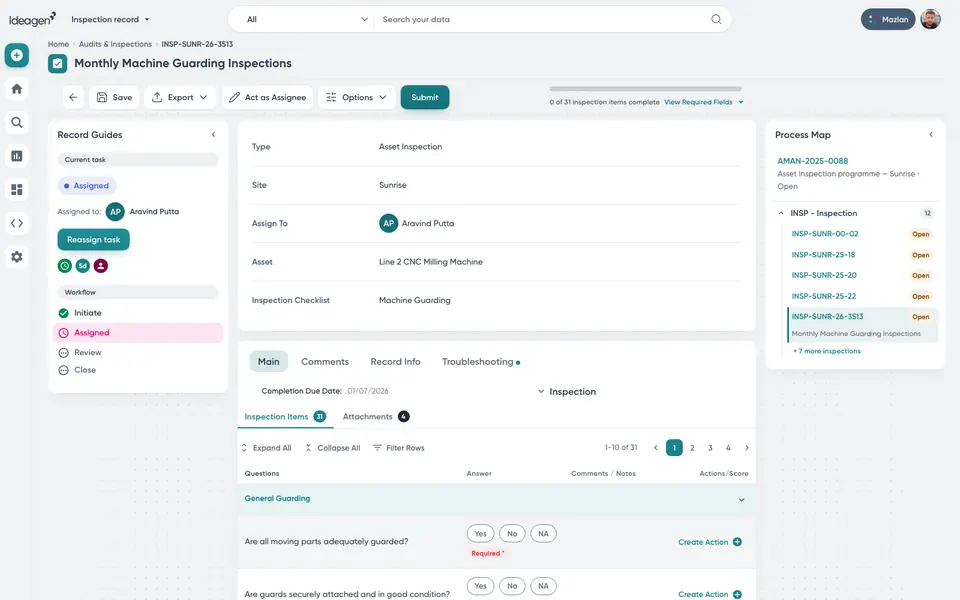 Ideagen
Inspection record
All
Search your data
Mazlan
Home
Audits & Inspections
INSP-SUNR-26-3513
Monthly Machine Guarding Inspections
Save
Export
Act as Assignee
Options
Submit
0 of 31 inspection items complete
View Required Fields
Record Guides
Current task
Assigned
Assigned to: AP Aravind Putta
Reassign task
5d
Workflow
Initiate
Assigned
Review
Close
Type Asset Inspection
Site Sunrise
Assign To AP Aravind Putta
Asset Line 2 CNC Milling Machine
Inspection Checklist Machine Guarding
Main Comments Record Info Troubleshooting
Completion Due Date: 01/07/2026
Inspection
Inspection Items 31 Attachments 4
Expand All Collapse All Filter Rows
1-10 of 31 1 2 3 4
Questions Answer Comments / Notes Actions/Score
General Guarding
Are all moving parts adequately guarded? Yes No NA Create Action
Required *
Are guards securely attached and in good condition? Yes No NA Create Action
Process Map
AMAN-2025-0088
Asset Inspection programme – Sunrise ·
Open
INSP - Inspection 12
INSP-SUNR-00-02 Open
INSP-SUNR-25-18 Open
INSP-SUNR-25-20 Open
INSP-SUNR-25-22 Open
INSP-SUNR-26-3513 Open
Monthly Machine Guarding Inspections
+ 7 more inspections